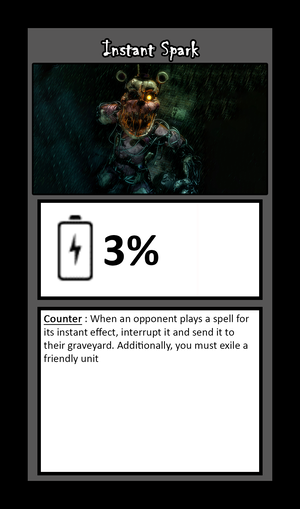 Instant Spark
3%
Counter : When an opponent plays a spell for
its instant effect, interrupt it and send it to
their graveyard. Additionally, you must exile a
friendly unit